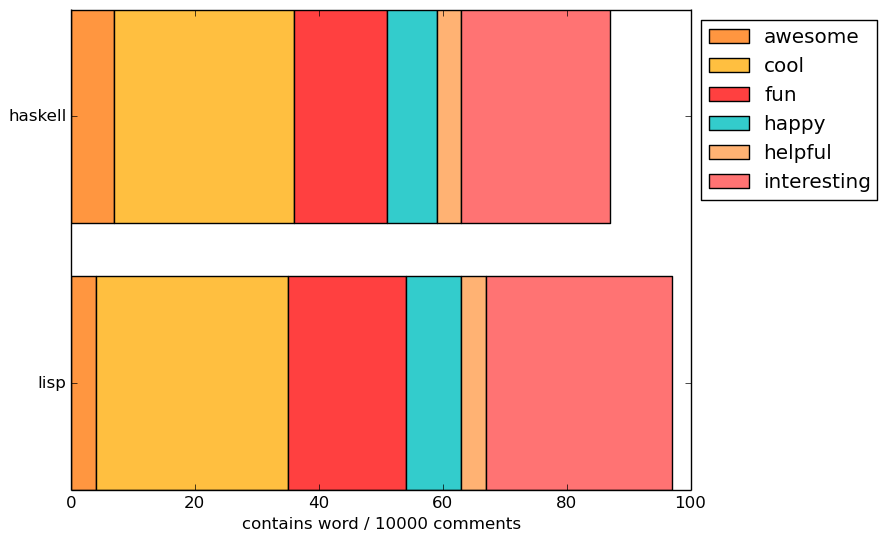 haskell
lisp
0 20 40 60 80 100
contains word / 10000 comments
awesome
cool
fun
happy
helpful
interesting